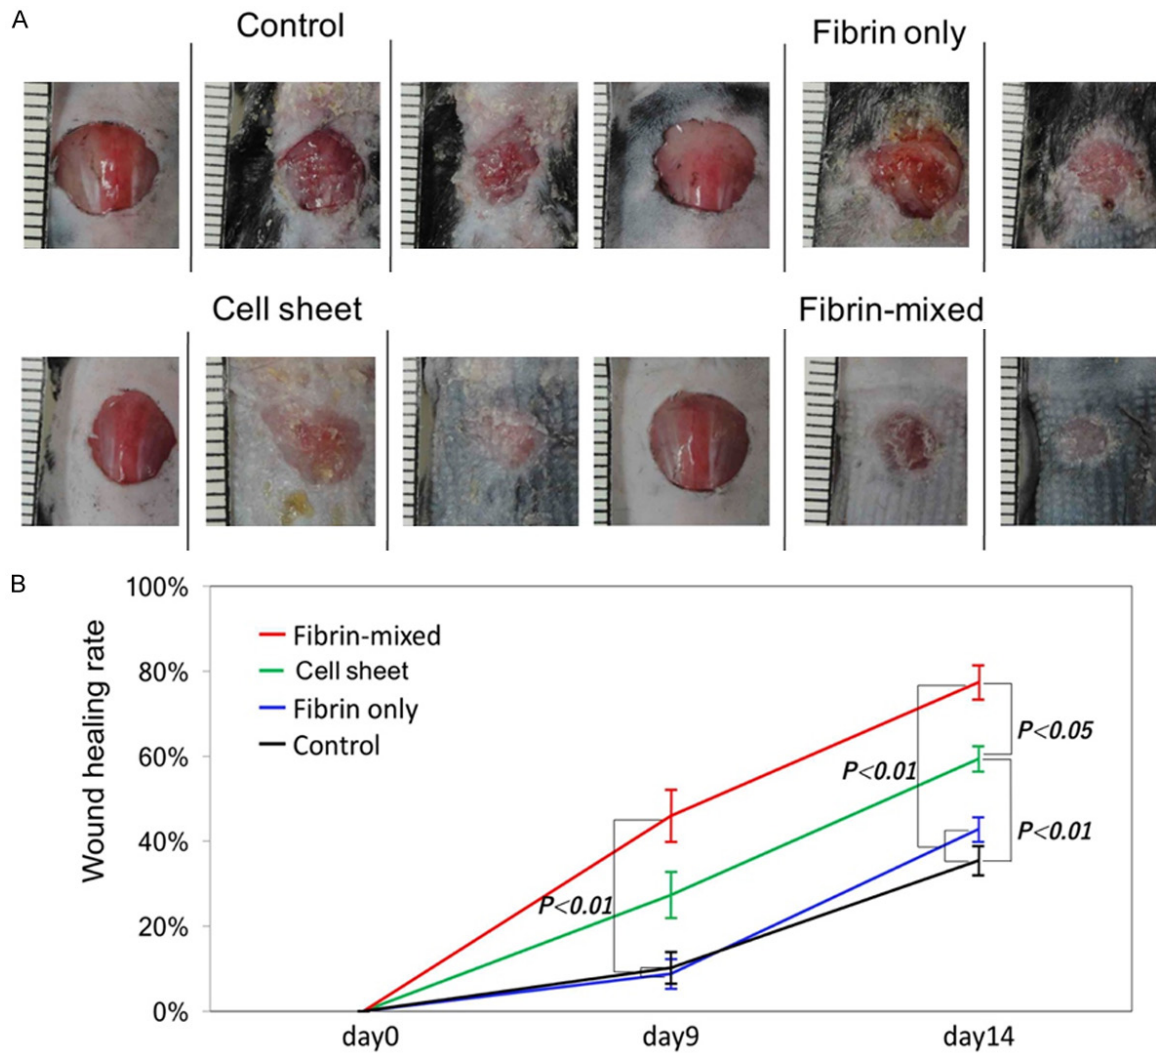 A
Control
Fibrin only
Cell sheet
Fibrin-mixed
B
100%
80%
60%
40%
20%
0%
Wound healing rate
Fibrin-mixed
Cell sheet
Fibrin only
Control
P<0.01
P<0.01
P<0.05
P<0.01
day0
day9
day14